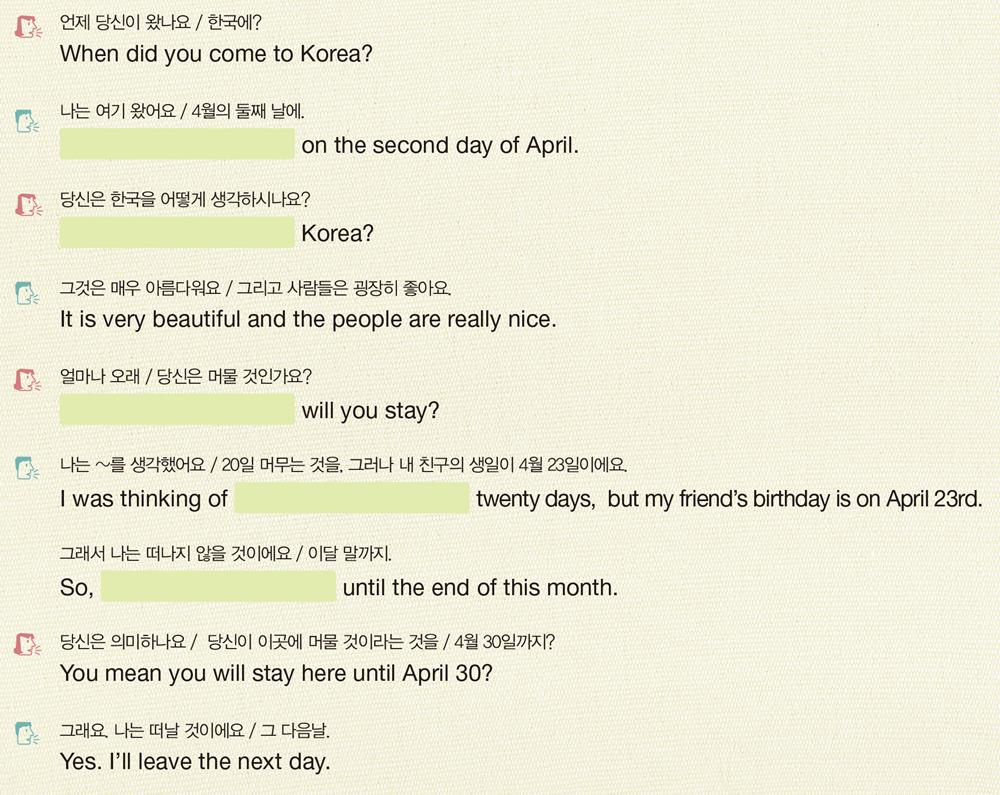 언제 당신이 왔나요 / 한국에?
When did you come to Korea?
나는 여기 왔어요 / 4월의 둘째 날에.
on the second day of April.
당신은 한국을 어떻게 생각하시나요?
Korea?
그것은 매우 아름다워요 / 그리고 사람들은 굉장히 좋아요.
It is very beautiful and the people are really nice.
얼마나 오래 / 당신은 머물 것인가요?
will you stay?
나는 ~를 생각했어요 / 20일 머무는 것을, 그러나 내 친구의 생일이 4월 23일이에요.
I was thinking of twenty days, but my friend's birthday is on April 23rd.
그래서 나는 떠나지 않을 것이에요 / 이달 말까지.
So, until the end of this month.
당신은 의미하나요 / 당신이 이곳에 머물 것이라는 것을 / 4월 30일까지?
You mean you will stay here until April 30?
그래요, 나는 떠날 것이에요 / 그 다음날.
Yes. I'll leave the next day.